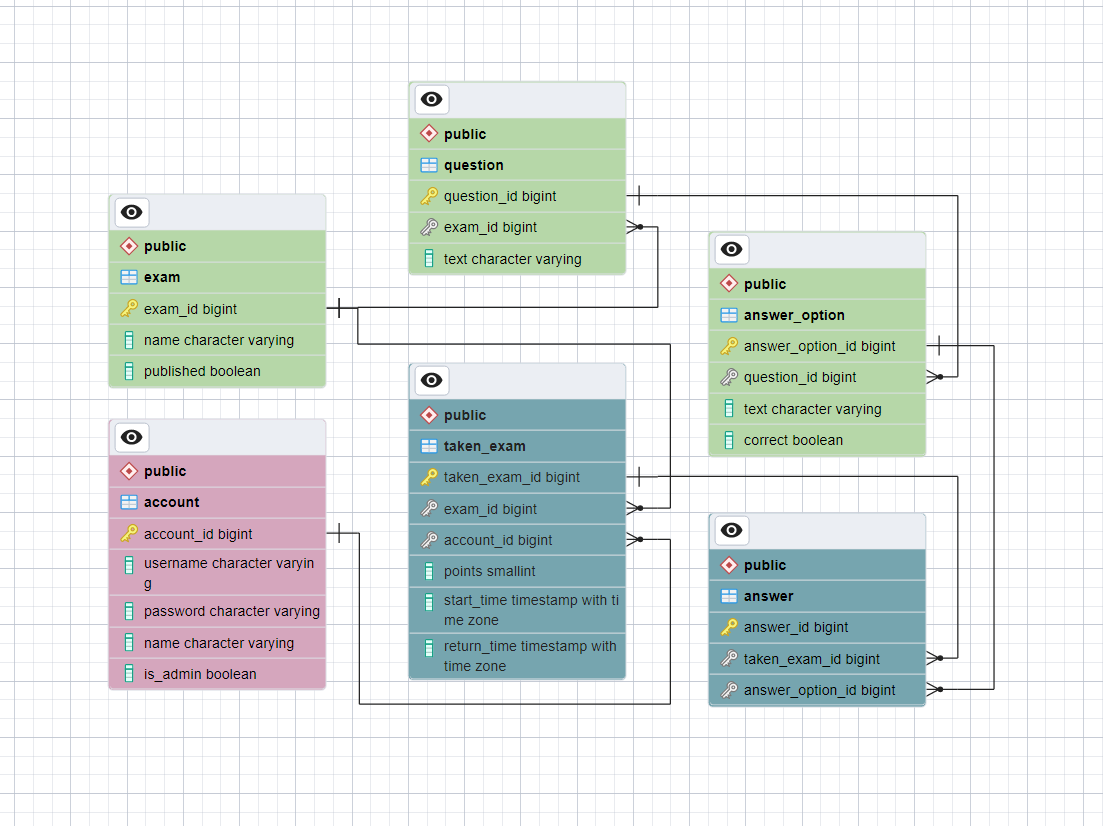 public
question
question_id bigint
exam_id bigint
text character varying
public
exam
exam_id bigint
name character varying
published boolean
public
answer_option
answer_option_id bigint
question_id bigint
text character varying
correct boolean
public
taken_exam
taken_exam_id bigint
exam_id bigint
account_id bigint
points smallint
start_time timestamp with ti
me zone
return_time timestamp with
time zone
public
account
account_id bigint
username character varyin
g
password character varying
name character varying
is_admin boolean
public
answer
answer_id bigint
taken_exam_id bigint
answer_option_id bigint